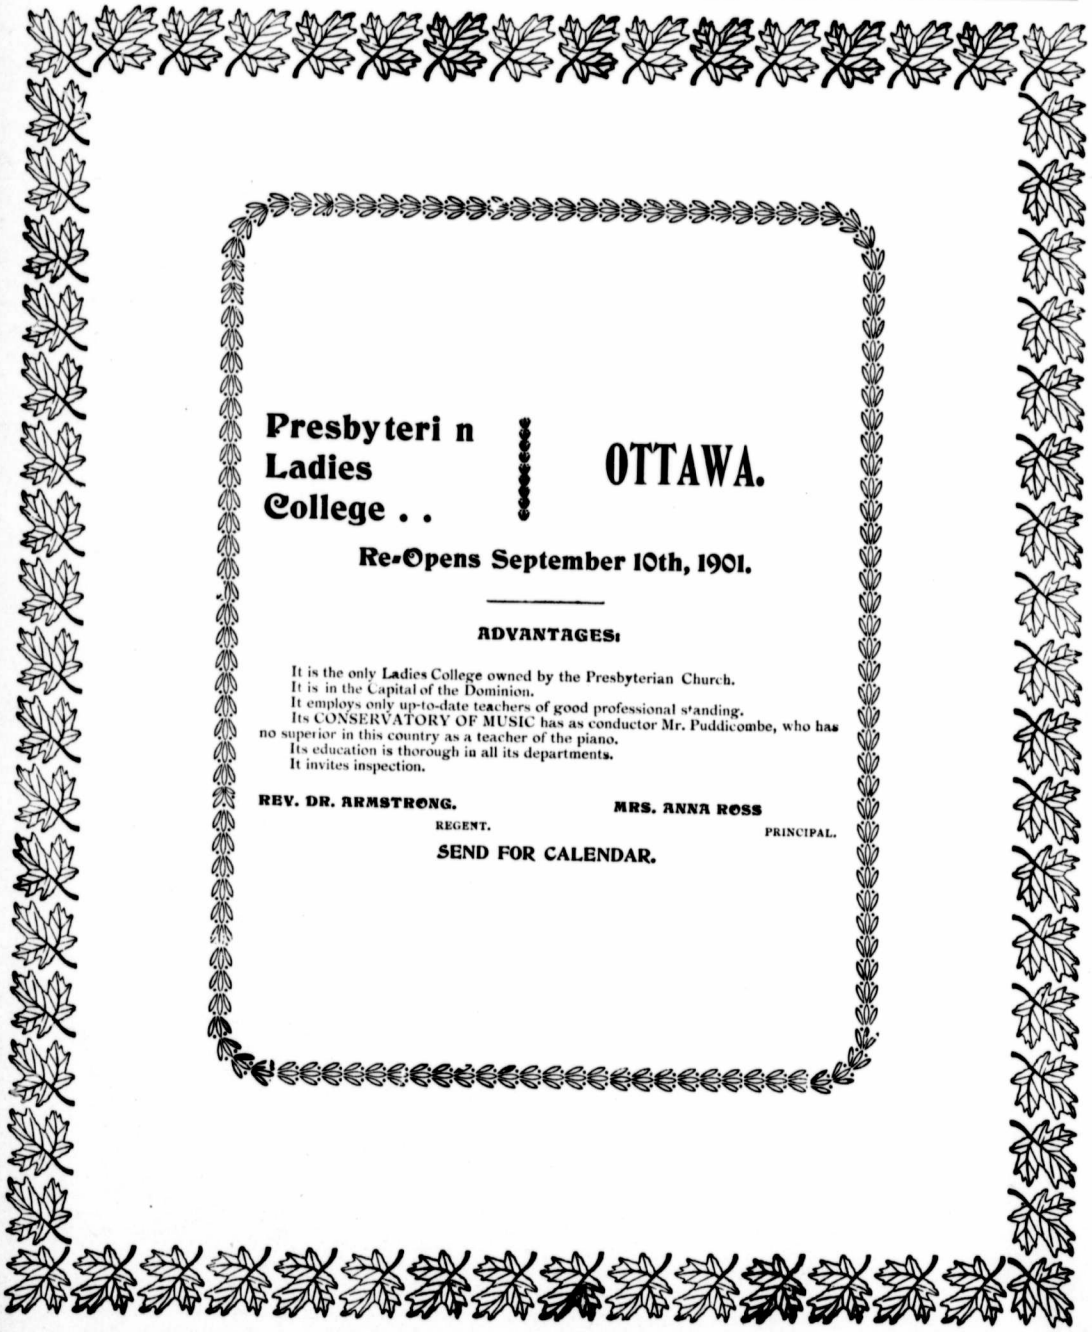 Presbyteri n
Ladies
College . .
OTTAWA.
Re-Opens September 10th, 1901.
ADVANTAGES:
It is the only Ladies College owned by the Presbyterian Church.
It is in the Capital of the Dominion.
It employs only up-to-date teachers of good professional standing.
Its CONSERVATORY OF MUSIC has as conductor Mr. Puddicombe, who has
no superior in this country as a teacher of the piano.
Its education is thorough in all its departments.
It invites inspection.
REV. DR. ARMSTRONG.
REGENT.
MRS. ANNA ROSS
PRINCIPAL.
SEND FOR CALENDAR.